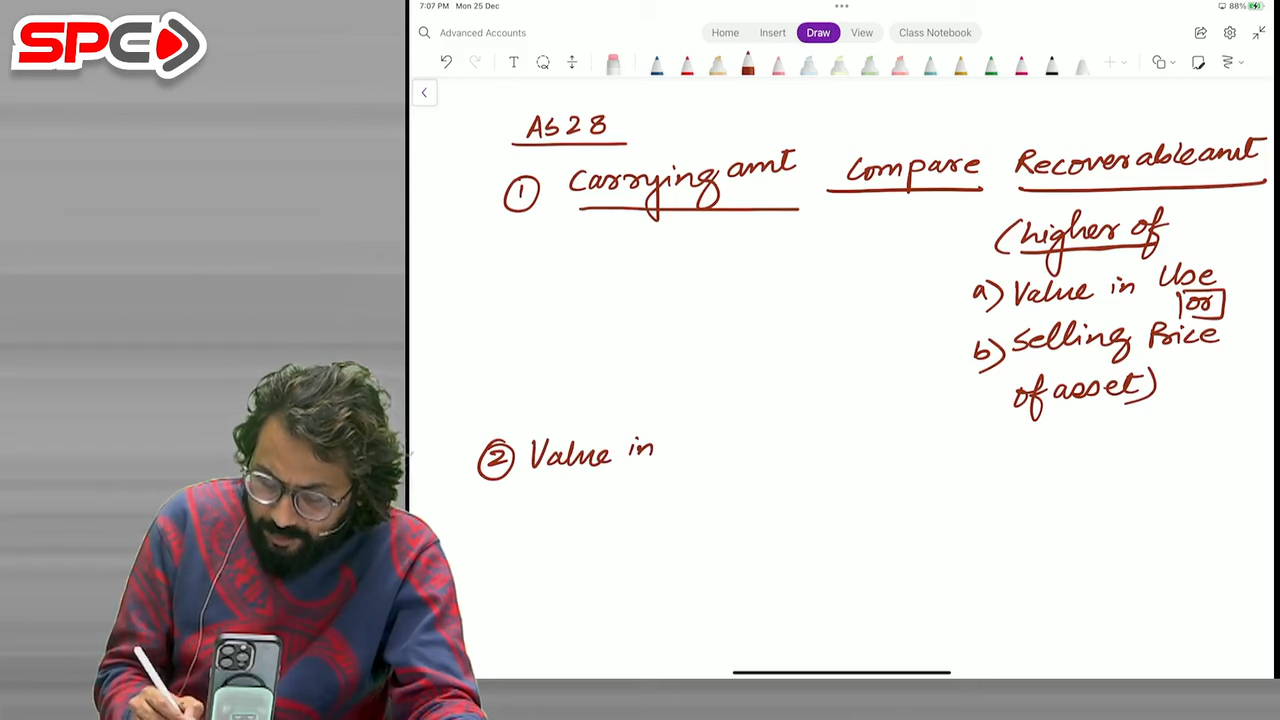 SPC
7:07 PM Mon 25 Dec
88%
Advanced Accounts
Home Insert Draw View Class Notebook
AS 28
① Carrying amt Compare Recoverable amt
(higher of
a) Value in Use
or
b) Selling Price
of asset)
② Value in